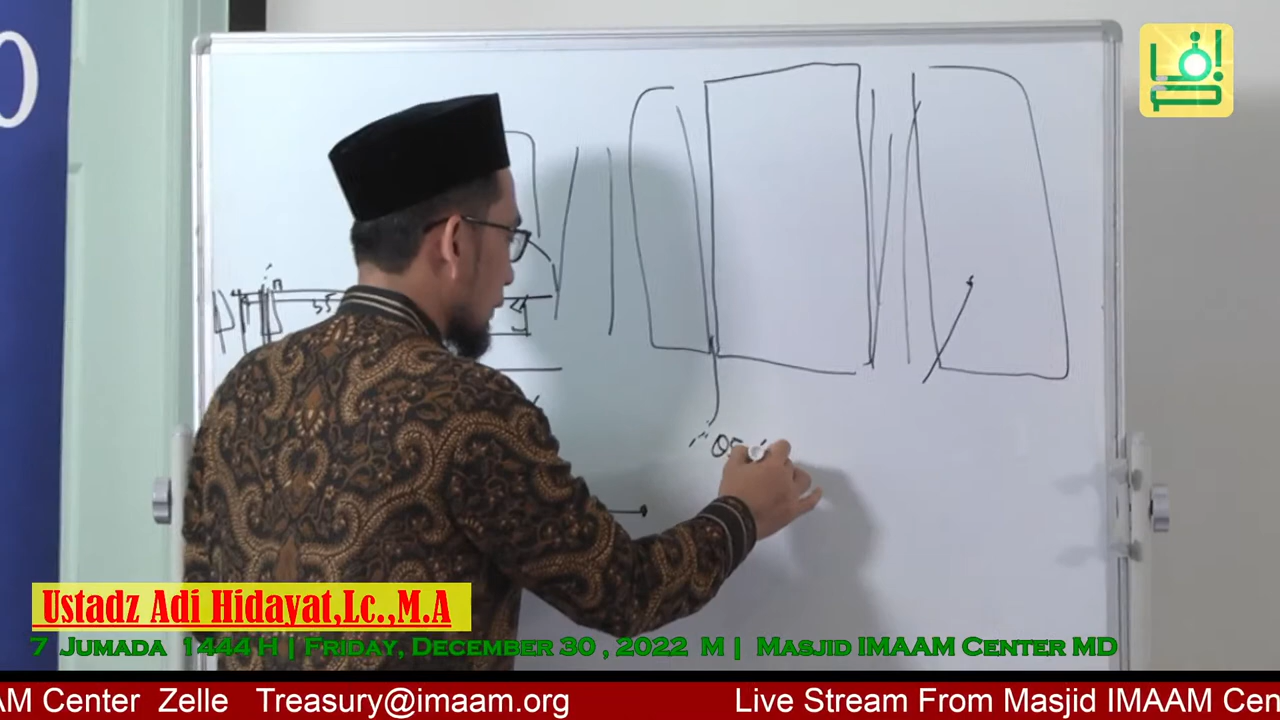 Ustadz Adi Hidayat,Lc.,M.A
7 Jumada 1444 H | Friday, December 30 , 2022 M | Masjid IMAAM Center MD
AM Center Zelle Treasury@imaam.org Live Stream From Masjid IMAAM Cen